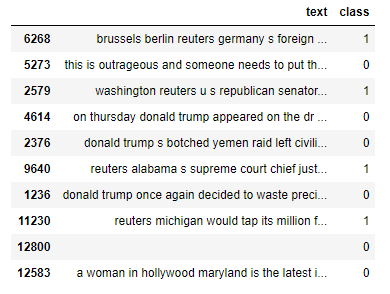 text class
6268 brussels berlin reuters germany s foreign ... 1
5273 this is outrageous and someone needs to put th... 0
2579 washington reuters u s republican senator... 1
4614 on thursday donald trump appeared on the dr ... 0
2376 donald trump s botched yemen raid left civili... 0
9640 reuters alabama s supreme court chief just... 1
1236 donald trump once again decided to waste preci... 0
11230 reuters michigan would tap its million f... 1
12800 0
12583 a woman in hollywood maryland is the latest i... 0